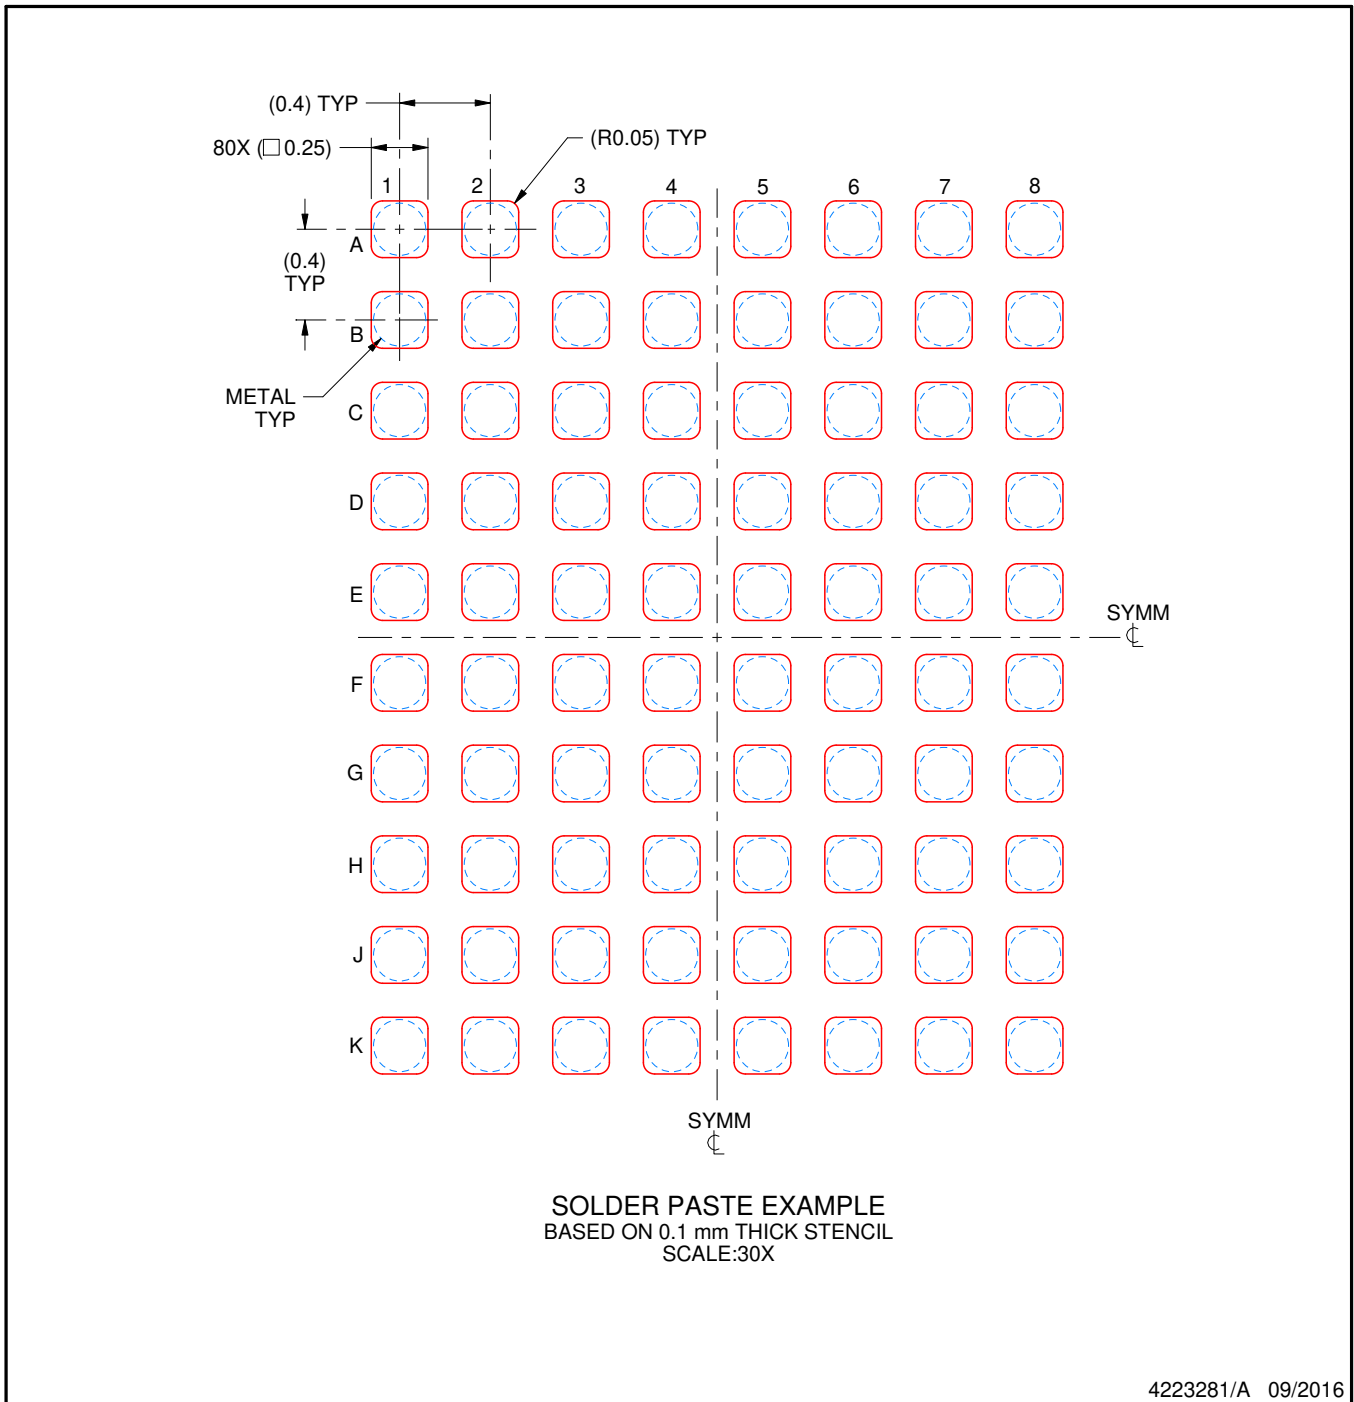 (0.4) TYP
(R0.05) TYP
80X (□ 0.25)
1 2 3 4 5 6 7 8
A
(0.4)
TYP
B
METAL
TYP
C
D
E
SYMM
℄
F
G
H
J
K
SYMM
℄
SOLDER PASTE EXAMPLE
BASED ON 0.1 mm THICK STENCIL
SCALE:30X
4223281/A 09/2016